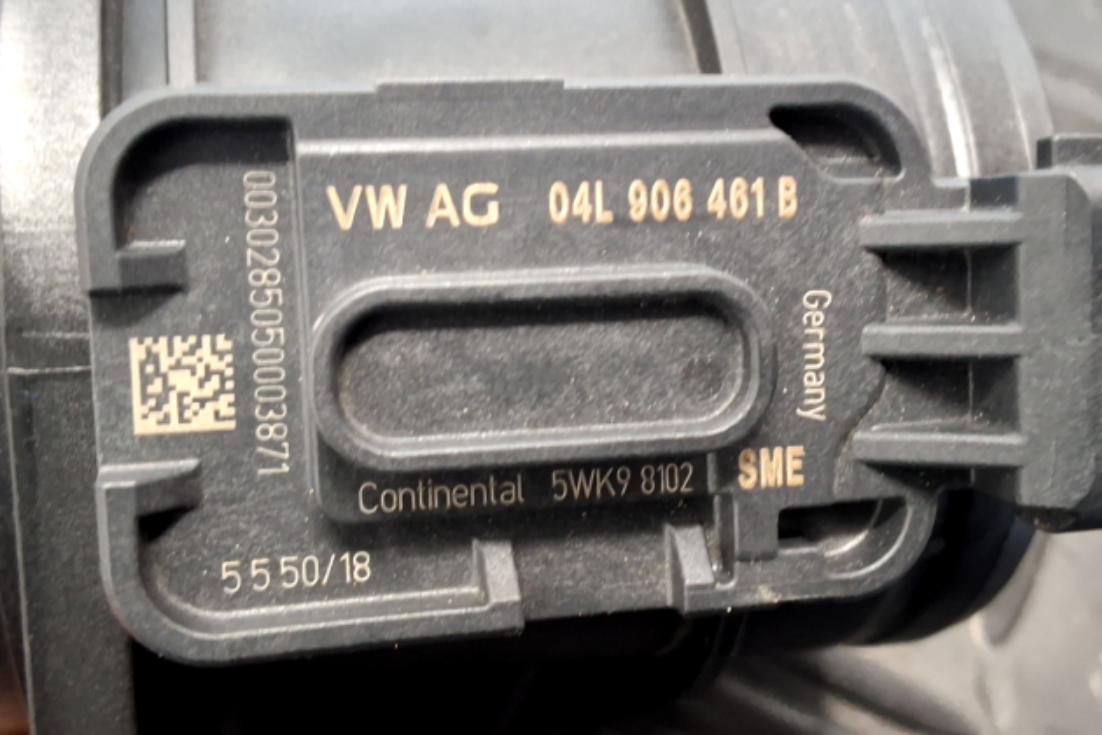 VW AG 04L 906 461 B
00302850500003871
Germany
SME
Continental 5WK9 8102
5 5 50/18